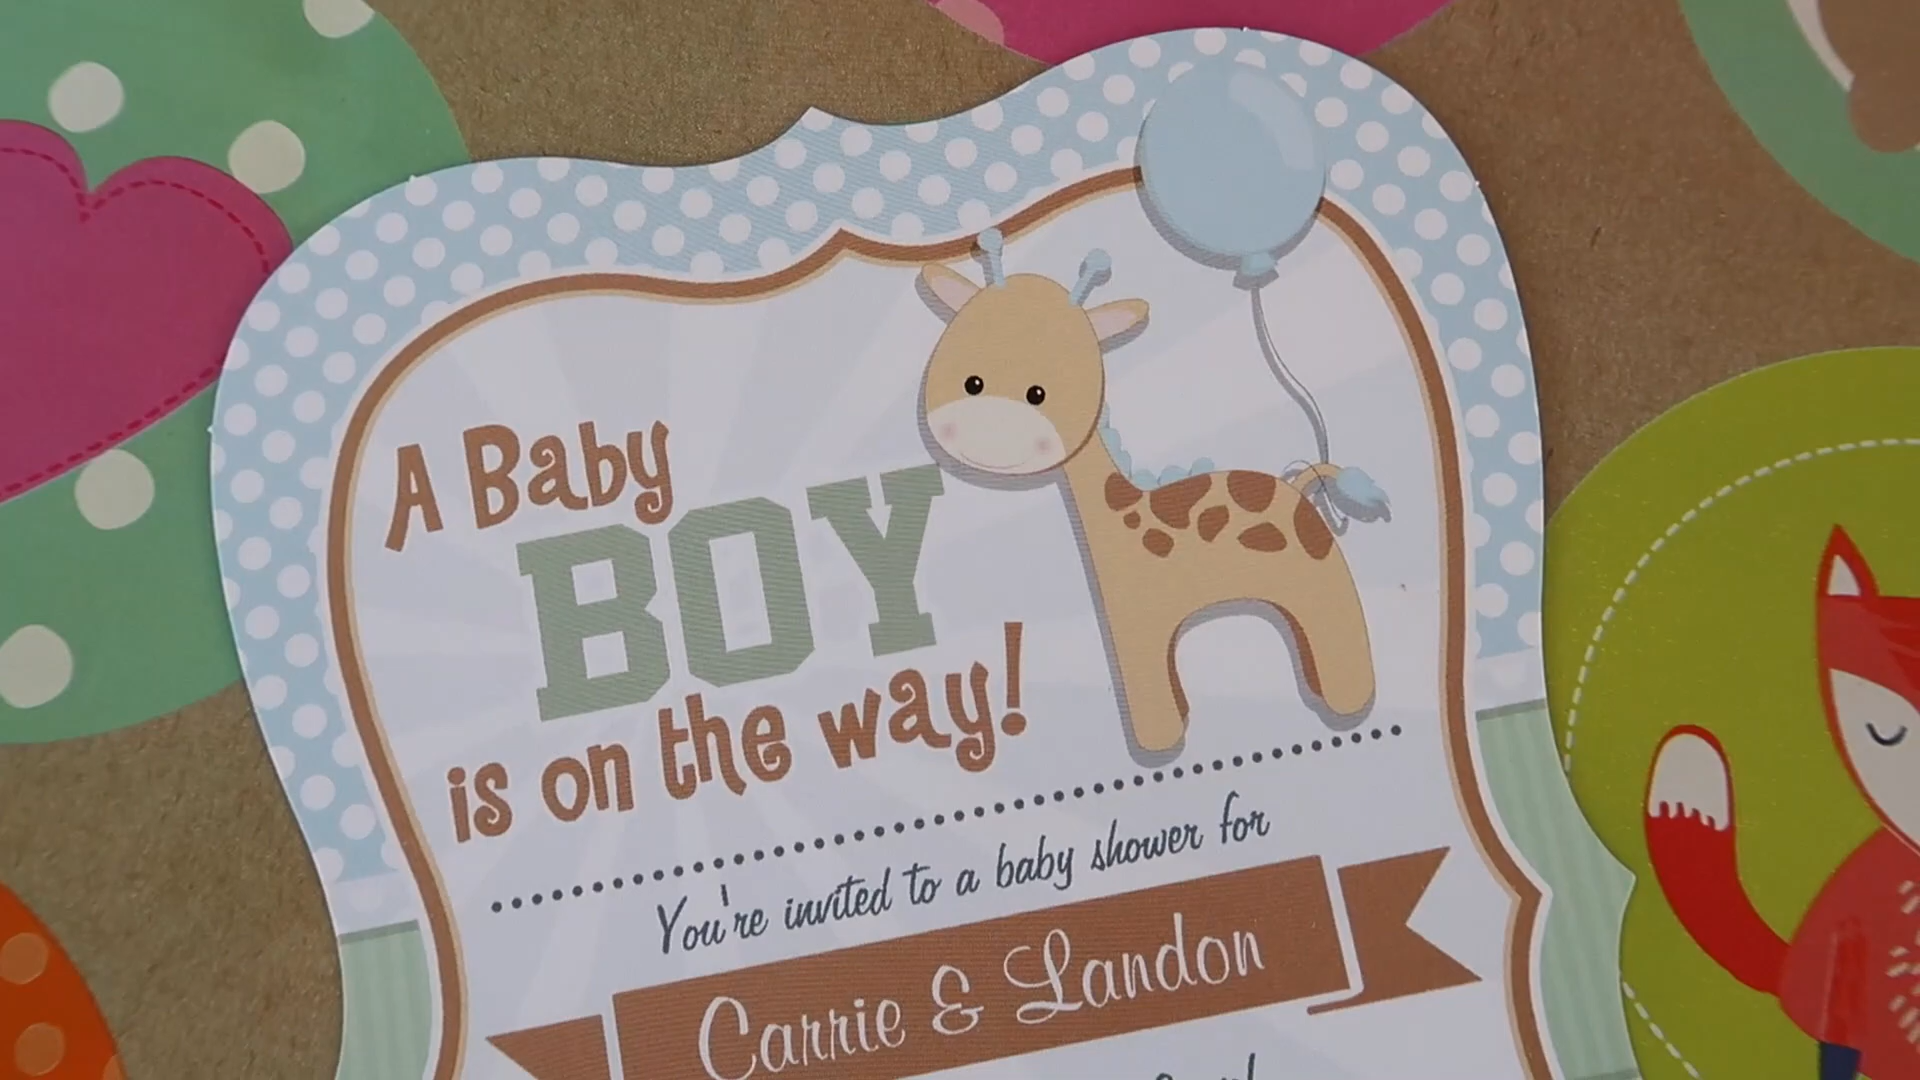 A Baby
BOY
is on the way!
You're invited to a baby shower for
Carrie & Landon